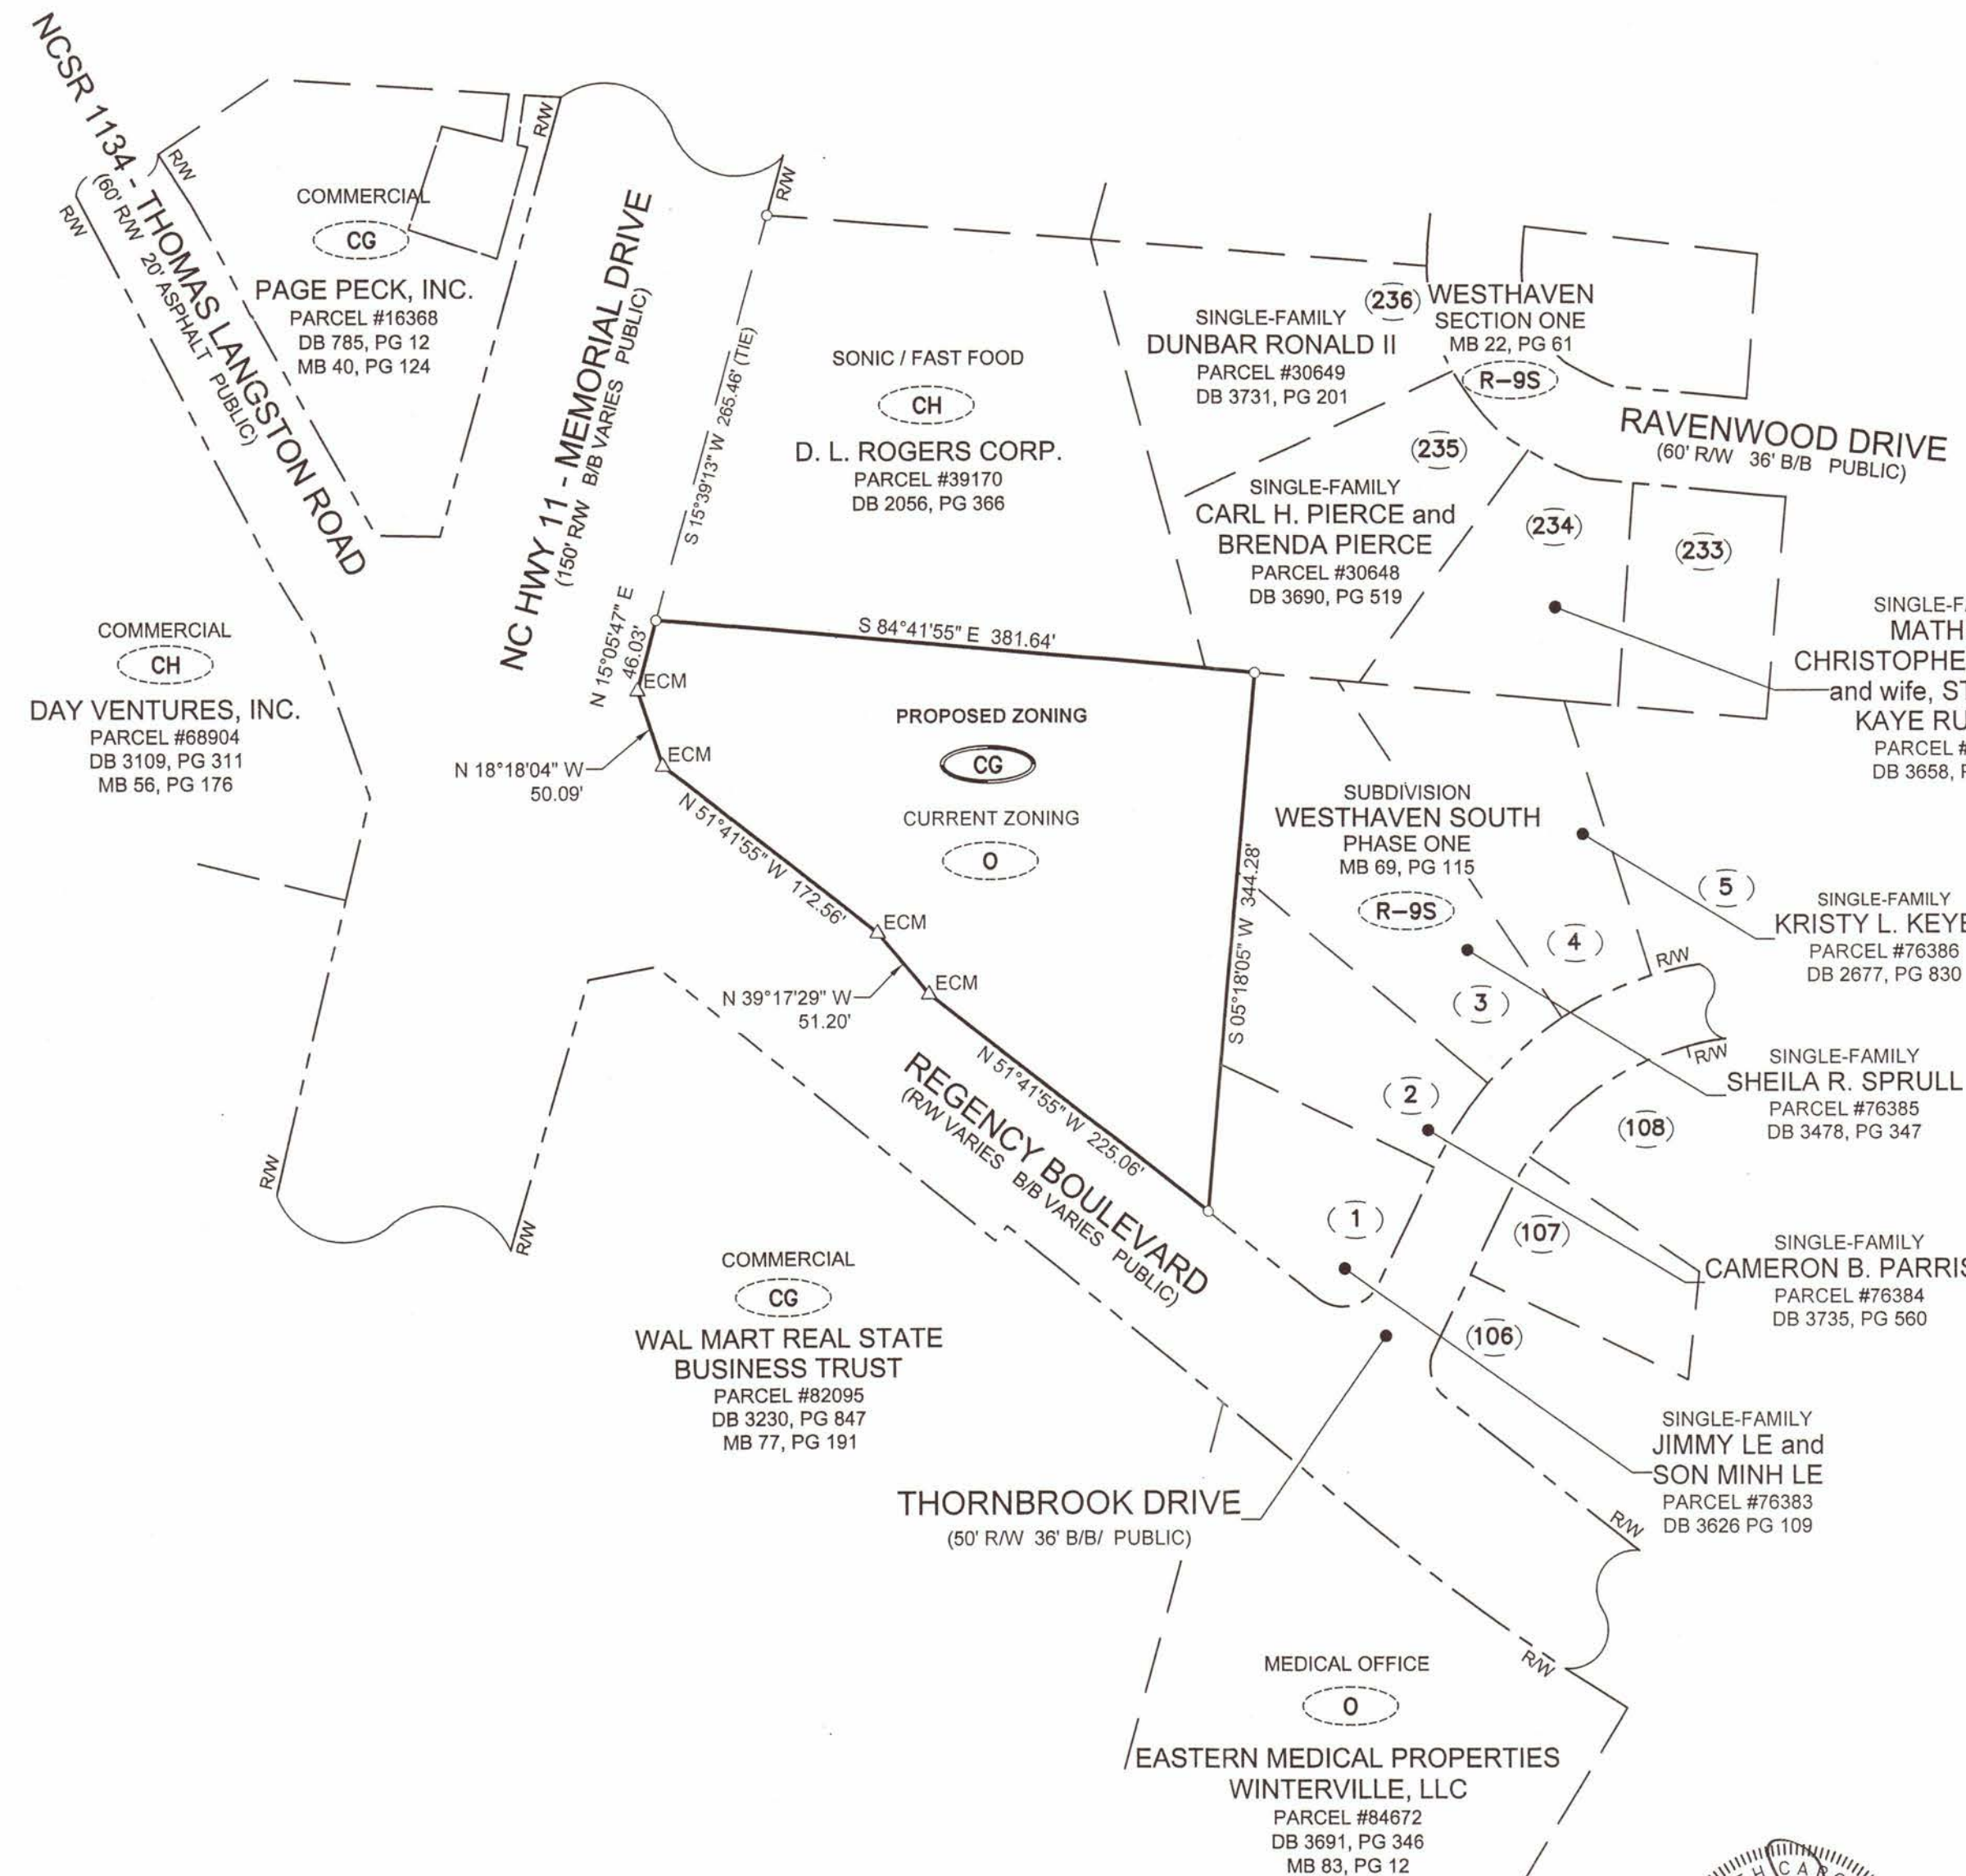 NCSR 1134 - THOMAS LANGSTON ROAD
(60' R/W 20' ASPHALT PUBLIC)
R/W
R/W
COMMERCIAL
CG
PAGE PECK, INC.
PARCEL #16368
DB 785, PG 12
MB 40, PG 124
R/W
R/W
NC HWY 11 - MEMORIAL DRIVE
(150' R/W B/B VARIES PUBLIC)
S 15°39'13" W 265.46' (TIE)
SONIC / FAST FOOD
CH
D. L. ROGERS CORP.
PARCEL #39170
DB 2056, PG 366
SINGLE-FAMILY
DUNBAR RONALD II
PARCEL #30649
DB 3731, PG 201
236
WESTHAVEN
SECTION ONE
MB 22, PG 61
R-9S
RAVENWOOD DRIVE
(60' R/W 36' B/B PUBLIC)
235
SINGLE-FAMILY
CARL H. PIERCE and
BRENDA PIERCE
PARCEL #30648
DB 3690, PG 519
234
233
SINGLE-FA
MATH
CHRISTOPHE
and wife, ST
KAYE RU
PARCEL #
DB 3658, P
COMMERCIAL
CH
DAY VENTURES, INC.
PARCEL #68904
DB 3109, PG 311
MB 56, PG 176
N 15°05'47" E
46.03'
ECM
S 84°41'55" E 381.64'
N 18°18'04" W
50.09'
ECM
PROPOSED ZONING
CG
CURRENT ZONING
O
N 51°41'55" W 172.56'
ECM
N 39°17'29" W
51.20'
ECM
S 05°18'05" W 344.28'
N 51°41'55" W 225.06'
REGENCY BOULEVARD
(R/W VARIES B/B VARIES PUBLIC)
SUBDIVISION
WESTHAVEN SOUTH
PHASE ONE
MB 69, PG 115
R-9S
5
SINGLE-FAMILY
KRISTY L. KEYE
PARCEL #76386
DB 2677, PG 830
4
R/W
3
R/W
SINGLE-FAMILY
SHEILA R. SPRULL
PARCEL #76385
DB 3478, PG 347
2
108
1
107
SINGLE-FAMILY
CAMERON B. PARRIS
PARCEL #76384
DB 3735, PG 560
106
R/W
R/W
COMMERCIAL
CG
WAL MART REAL STATE
BUSINESS TRUST
PARCEL #82095
DB 3230, PG 847
MB 77, PG 191
SINGLE-FAMILY
JIMMY LE and
SON MINH LE
PARCEL #76383
DB 3626 PG 109
THORNBROOK DRIVE
(50' R/W 36' B/B/ PUBLIC)
R/W
R/W
MEDICAL OFFICE
O
EASTERN MEDICAL PROPERTIES
WINTERVILLE, LLC
PARCEL #84672
DB 3691, PG 346
MB 83, PG 12